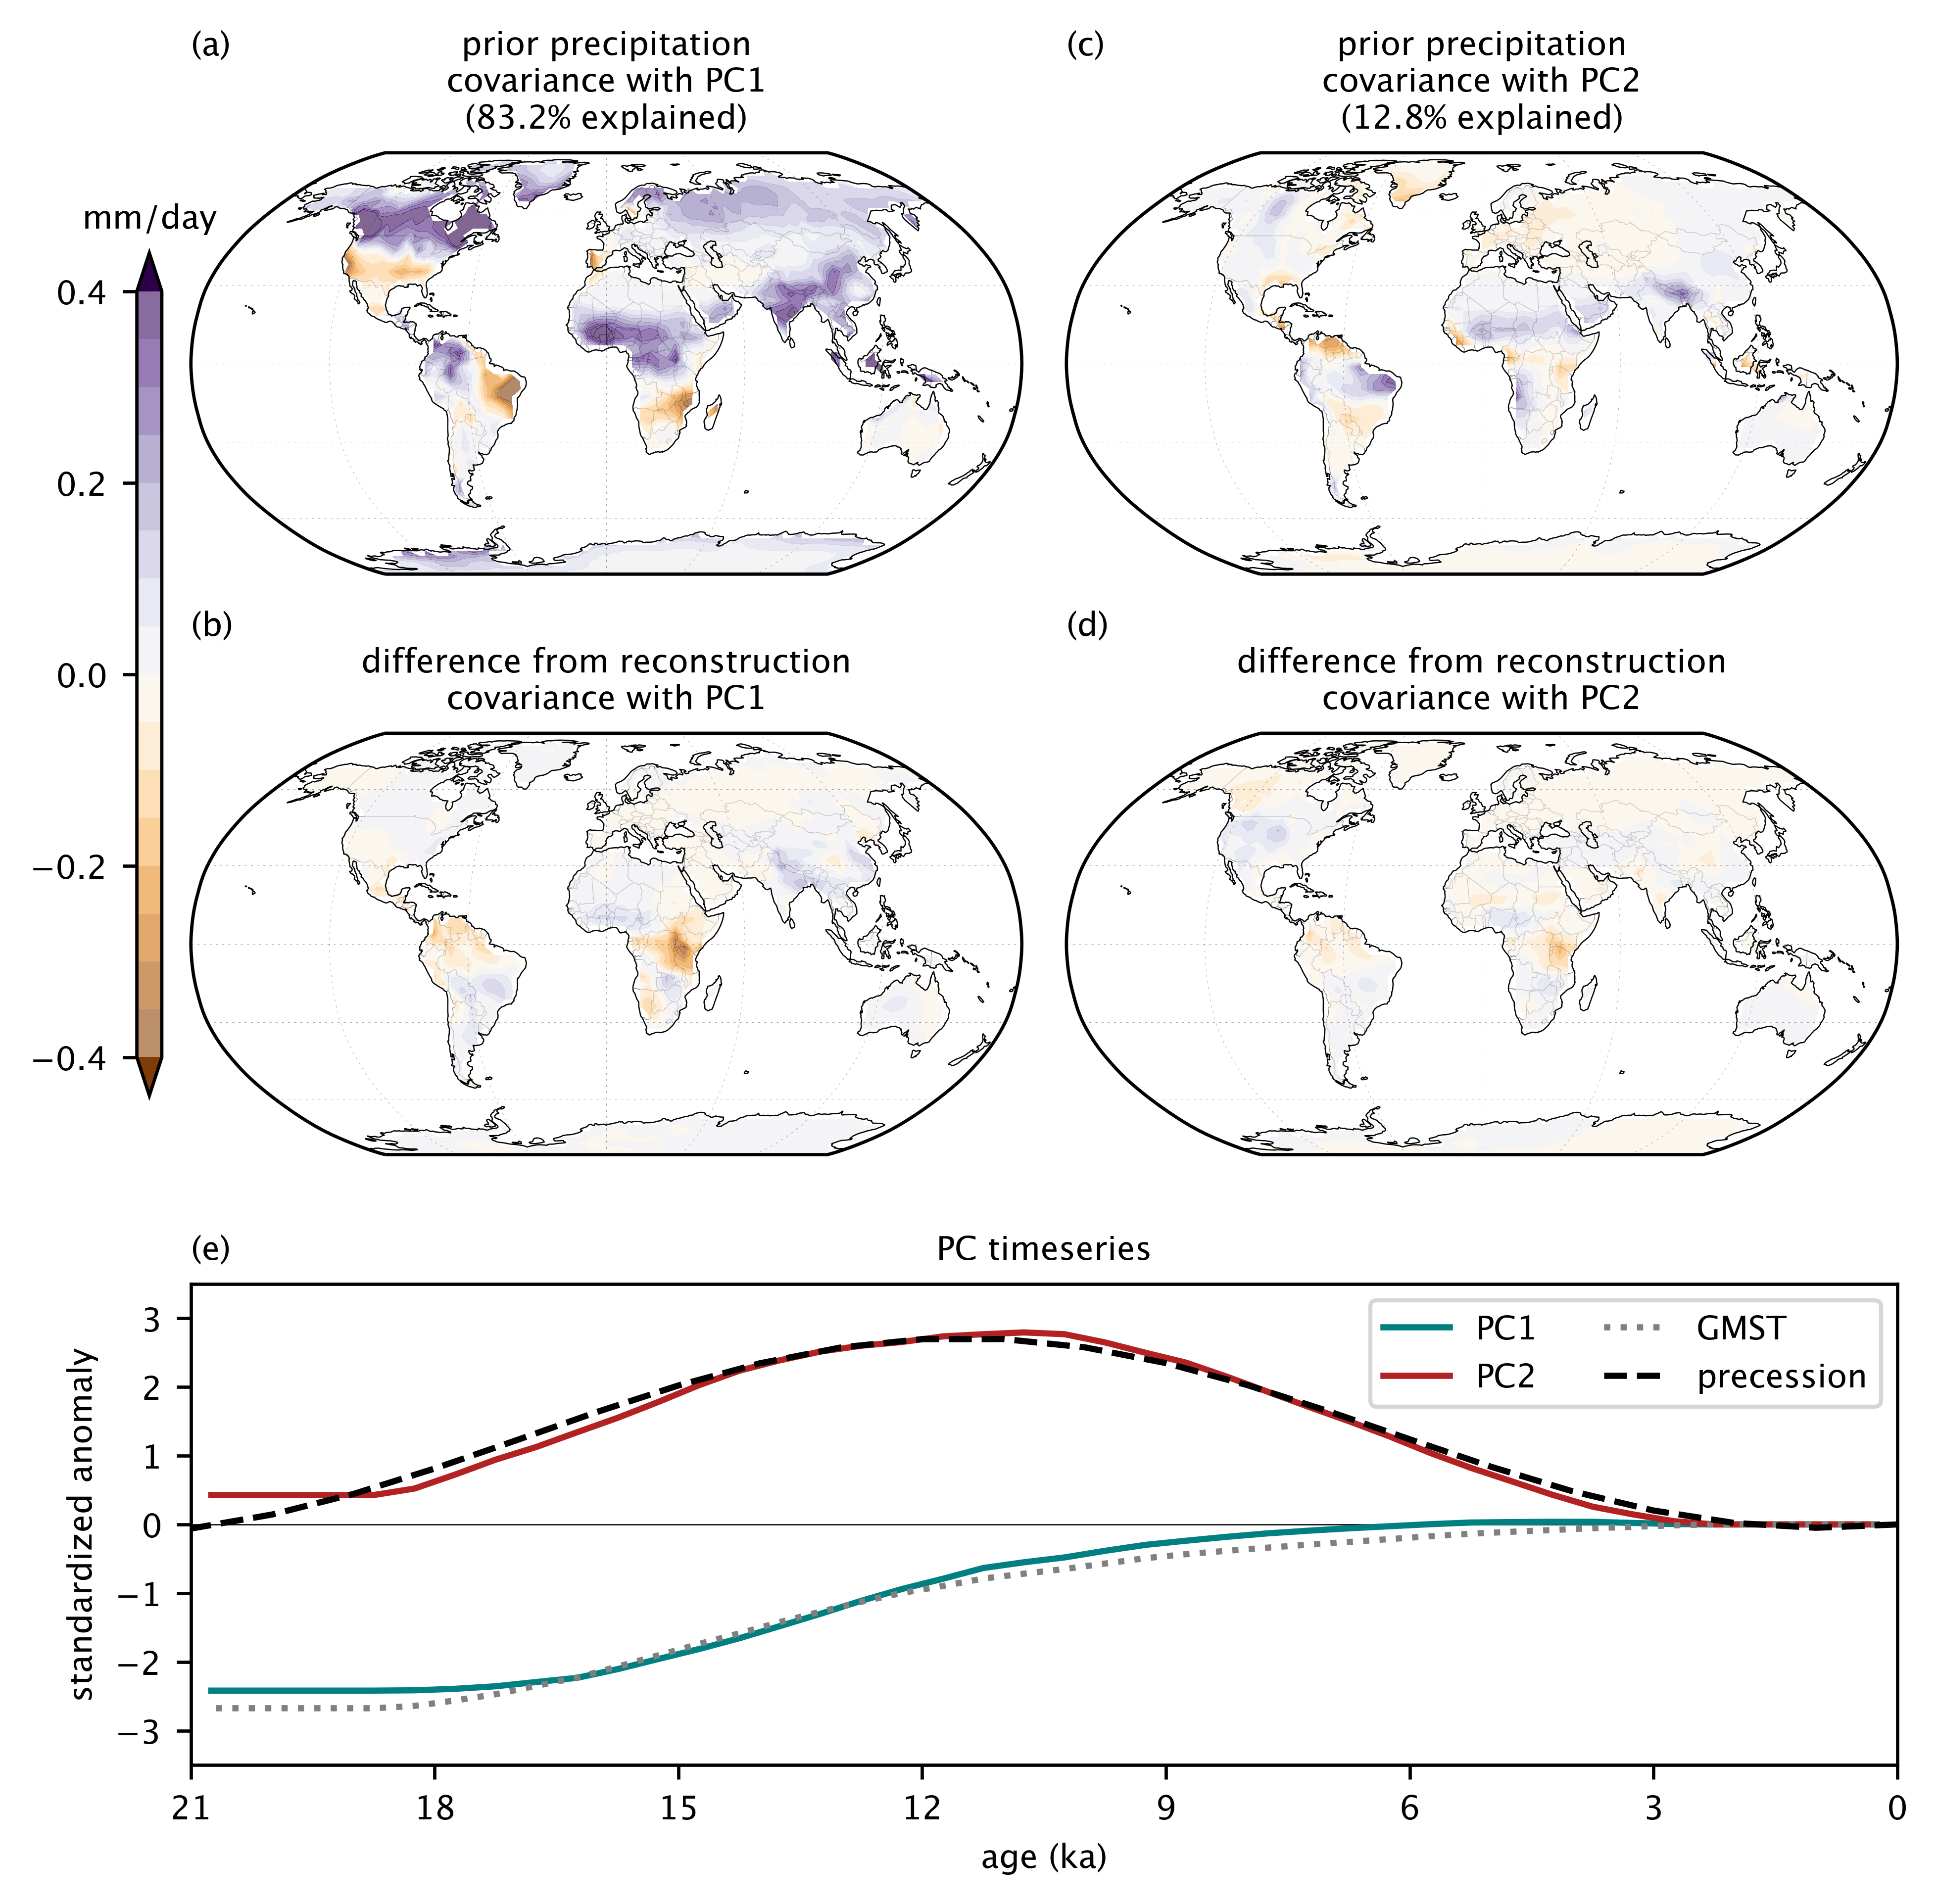 (a)
prior precipitation
covariance with PC1
(83.2% explained)
(c)
prior precipitation
covariance with PC2
(12.8% explained)
mm/day
0.4
0.2
0.0
−0.2
−0.4
(b)
difference from reconstruction
covariance with PC1
(d)
difference from reconstruction
covariance with PC2
(e)
PC timeseries
standardized anomaly
3
2
1
0
−1
−2
−3
PC1
PC2
GMST
precession
21
18
15
12
9
6
3
0
age (ka)